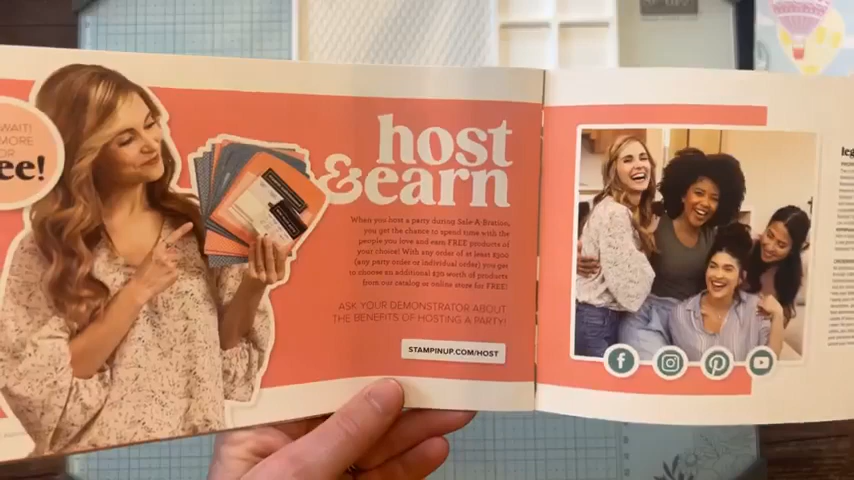 WAIT!
MORE
OR
ee!
host
& earn
When you host a party during Sale-A-Bration,
you get the chance to spend time with the
people you love and earn FREE products of
your choice! With any order of at least $300
(any party order or individual order) you get
to choose an additional $30 worth of products
from our catalog or online store for FREE!
ASK YOUR DEMONSTRATOR ABOUT
THE BENEFITS OF HOSTING A PARTY!
STAMPINUP.COM/HOST
leg